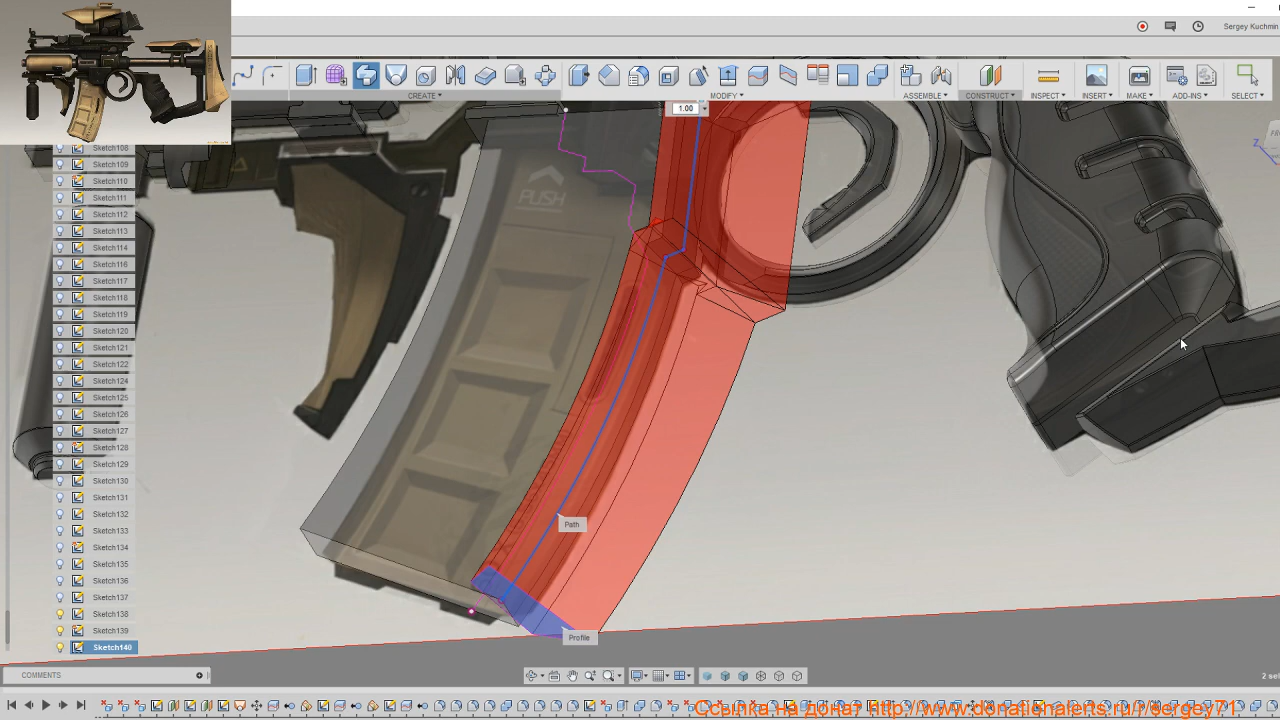 Sergey Kuchmin
CREATE
MODIFY
ASSEMBLE
CONSTRUCT
INSPECT
INSERT
MAKE
ADD-INS
SELECT
1.00
Sketch108
Sketch109
Sketch110
Sketch111
Sketch112
Sketch113
Sketch114
Sketch116
Sketch117
Sketch118
Sketch119
Sketch120
Sketch121
Sketch122
Sketch124
Sketch125
Sketch126
Sketch127
Sketch128
Sketch129
Sketch130
Sketch131
Sketch132
Sketch133
Sketch134
Sketch135
Sketch136
Sketch137
Sketch138
Sketch139
Sketch140
PUSH
Path
Profile
Z
COMMENTS
2 sel
Ссылка на донат http://www.donationalerts.ru/r/sergey71